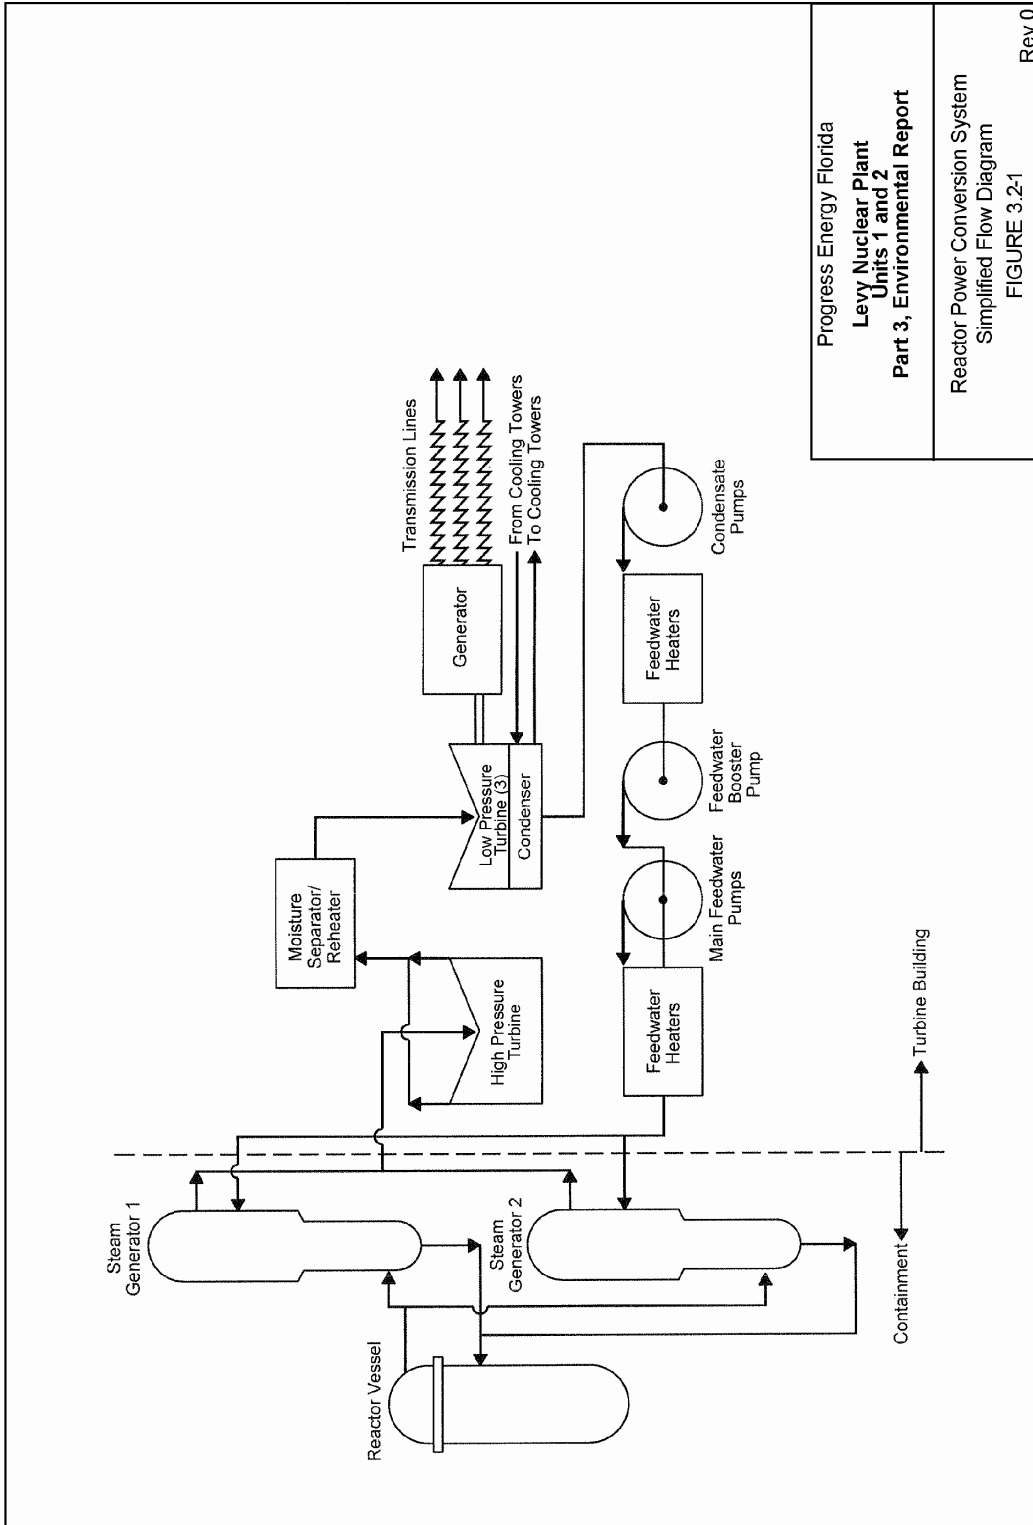 Steam
Generator 1
Reactor Vessel
Steam
Generator 2
High Pressure
Turbine
Moisture
Separator/
Reheater
Low Pressure
Turbine (3)
Condenser
Generator
Transmission Lines
From Cooling Towers
To Cooling Towers
Feedwater
Heaters
Main Feedwater
Pumps
Feedwater
Booster
Pump
Feedwater
Heaters
Condensate
Pumps
Containment
Turbine Building
Progress Energy Florida
Levy Nuclear Plant
Units 1 and 2
Part 3, Environmental Report
Reactor Power Conversion System
Simplified Flow Diagram
FIGURE 3.2-1
Rev 0